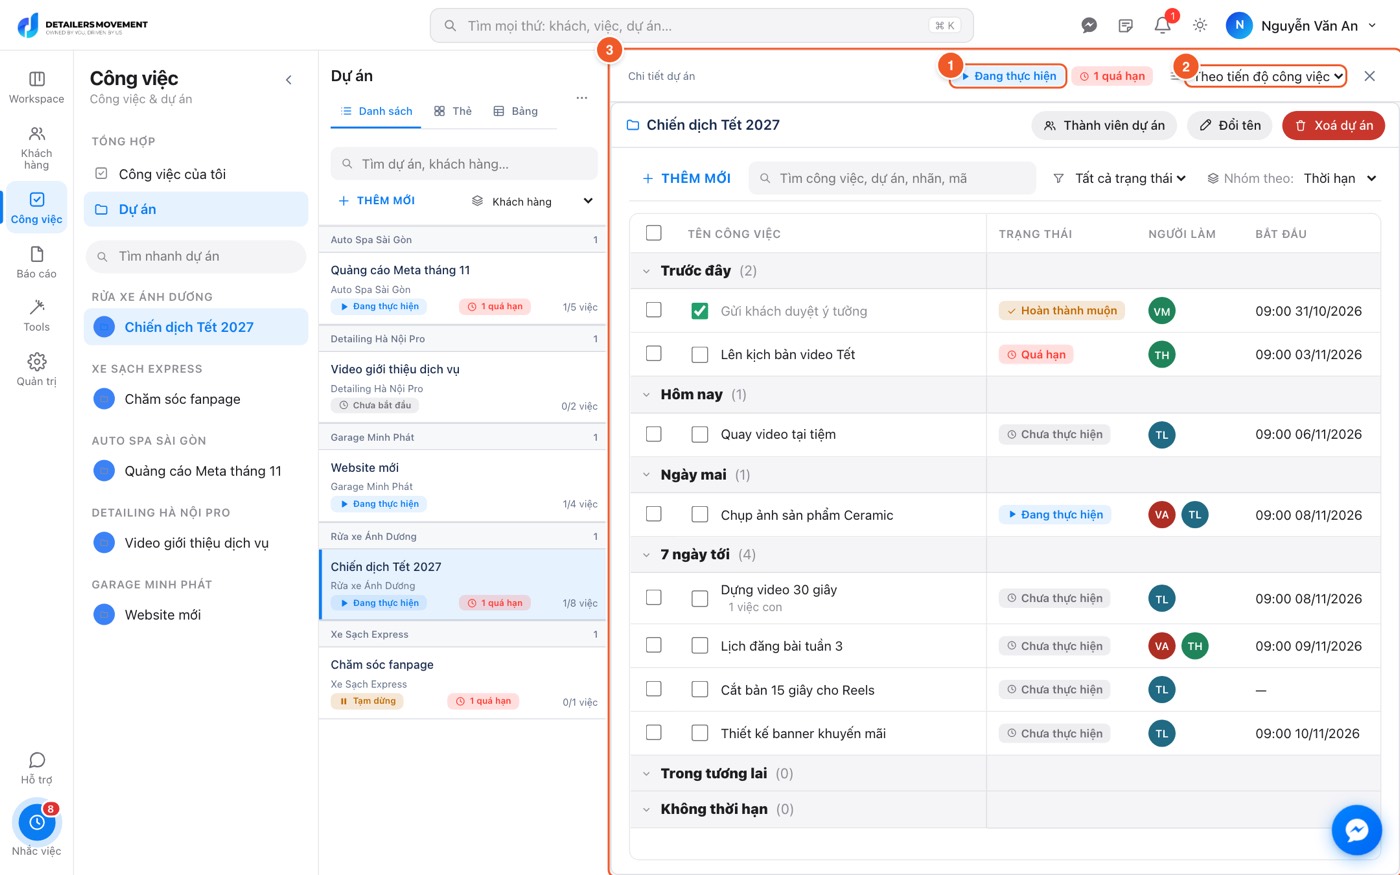 DETAILERSMOVEMENT
OWNED BY YOU, DRIVEN BY US
Tìm mọi thứ: khách, việc, dự án...
⌘ K
1
N
Nguyễn Văn An
Workspace
Khách hàng
Công việc
Báo cáo
Tools
Quản trị
Hỗ trợ
8
Nhắc việc
Công việc
Công việc & dự án
TỔNG HỢP
Công việc của tôi
Dự án
Tìm nhanh dự án
RỬA XE ÁNH DƯƠNG
Chiến dịch Tết 2027
XE SẠCH EXPRESS
Chăm sóc fanpage
AUTO SPA SÀI GÒN
Quảng cáo Meta tháng 11
DETAILING HÀ NỘI PRO
Video giới thiệu dịch vụ
GARAGE MINH PHÁT
Website mới
Dự án
Danh sách
Thẻ
Bảng
Tìm dự án, khách hàng...
+ THÊM MỚI
Khách hàng
Auto Spa Sài Gòn 1
Quảng cáo Meta tháng 11
Auto Spa Sài Gòn
Đang thực hiện 1 quá hạn 1/5 việc
Detailing Hà Nội Pro 1
Video giới thiệu dịch vụ
Detailing Hà Nội Pro
Chưa bắt đầu 0/2 việc
Garage Minh Phát 1
Website mới
Garage Minh Phát
Đang thực hiện 1/4 việc
Rửa xe Ánh Dương 1
Chiến dịch Tết 2027
Rửa xe Ánh Dương
Đang thực hiện 1 quá hạn 1/8 việc
Xe Sạch Express 1
Chăm sóc fanpage
Xe Sạch Express
Tạm dừng 1 quá hạn 0/1 việc
3
Chi tiết dự án
1
Đang thực hiện
1 quá hạn
2
Theo tiến độ công việc
Chiến dịch Tết 2027
Thành viên dự án
Đổi tên
Xoá dự án
+ THÊM MỚI
Tìm công việc, dự án, nhãn, mã
Tất cả trạng thái
Nhóm theo: Thời hạn
TÊN CÔNG VIỆC TRẠNG THÁI NGƯỜI LÀM BẮT ĐẦU
Trước đây (2)
Gửi khách duyệt ý tưởng Hoàn thành muộn VM 09:00 31/10/2026
Lên kịch bản video Tết Quá hạn TH 09:00 03/11/2026
Hôm nay (1)
Quay video tại tiệm Chưa thực hiện TL 09:00 06/11/2026
Ngày mai (1)
Chụp ảnh sản phẩm Ceramic Đang thực hiện VA TL 09:00 08/11/2026
7 ngày tới (4)
Dựng video 30 giây Chưa thực hiện TL 09:00 08/11/2026
1 việc con
Lịch đăng bài tuần 3 Chưa thực hiện VA TH 09:00 09/11/2026
Cắt bản 15 giây cho Reels Chưa thực hiện TL —
Thiết kế banner khuyến mãi Chưa thực hiện TL 09:00 10/11/2026
Trong tương lai (0)
Không thời hạn (0)